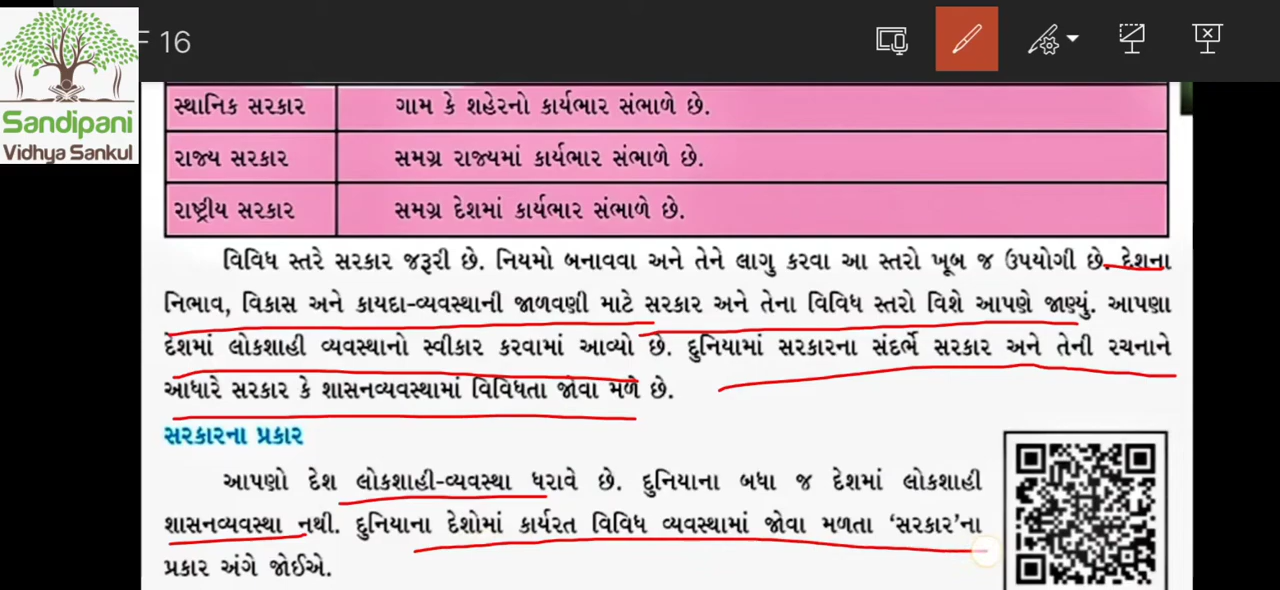 F 16
Sandipani
Vidhya Sankul
સ્થાનિક સરકાર ગામ કે શહેરનો કાર્યભાર સંભાળે છે.
રાજ્ય સરકાર સમગ્ર રાજ્યમાં કાર્યભાર સંભાળે છે.
રાષ્ટ્રીય સરકાર સમગ્ર દેશમાં કાર્યભાર સંભાળે છે.
વિવિધ સ્તરે સરકાર જરૂરી છે. નિયમો બનાવવા અને તેને લાગુ કરવા આ સ્તરો ખૂબ જ ઉપયોગી છે. દેશના
નિભાવ, વિકાસ અને કાયદા-વ્યવસ્થાની જાળવણી માટે સરકાર અને તેના વિવિધ સ્તરો વિશે આપણે જાણ્યું. આપણા
દેશમાં લોકશાહી વ્યવસ્થાનો સ્વીકાર કરવામાં આવ્યો છે. દુનિયામાં સરકારના સંદર્ભે સરકાર અને તેની રચનાને
આધારે સરકાર કે શાસનવ્યવસ્થામાં વિવિધતા જોવા મળે છે.
સરકારના પ્રકાર
આપણો દેશ લોકશાહી-વ્યવસ્થા ધરાવે છે. દુનિયાના બધા જ દેશમાં લોકશાહી
શાસનવ્યવસ્થા નથી. દુનિયાના દેશોમાં કાર્યરત વિવિધ વ્યવસ્થામાં જોવા મળતા ‘સરકાર’ના
પ્રકાર અંગે જોઈએ.